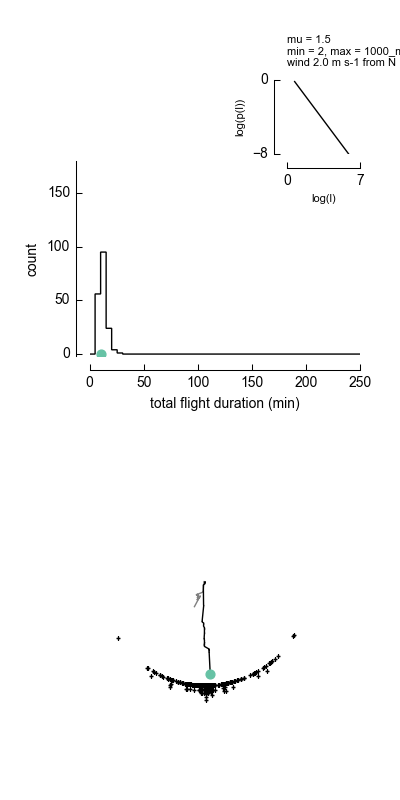 mu = 1.5
min = 2, max = 1000_m
wind 2.0 m s-1 from N
0
log(p(l))
−8
0 7
log(l)
150
100
count
50
0
0 50 100 150 200 250
total flight duration (min)